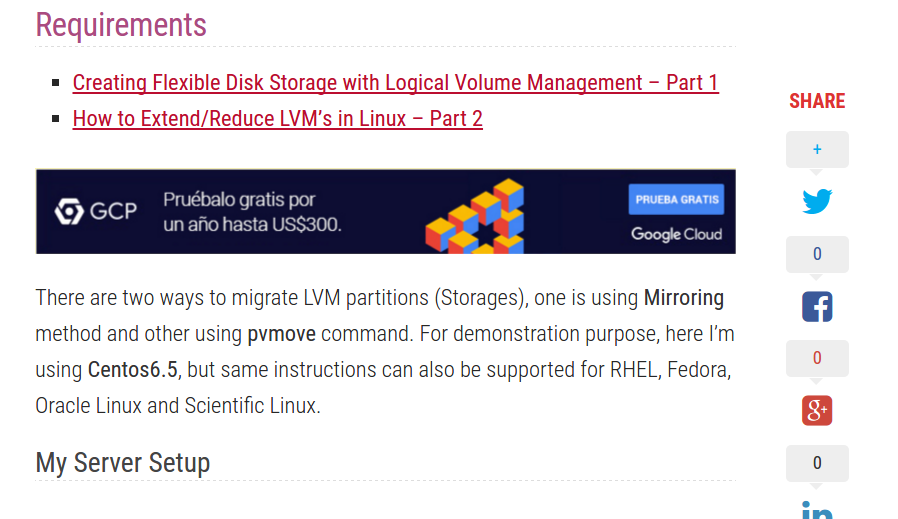 Requirements
Creating Flexible Disk Storage with Logical Volume Management – Part 1
How to Extend/Reduce LVM’s in Linux – Part 2
GCP
Pruébalo gratis por
un año hasta US$300.
PRUEBA GRATIS
Google Cloud
There are two ways to migrate LVM partitions (Storages), one is using Mirroring
method and other using pvmove command. For demonstration purpose, here I’m
using Centos6.5, but same instructions can also be supported for RHEL, Fedora,
Oracle Linux and Scientific Linux.
My Server Setup
SHARE
+
0
f
0
g+
0
in